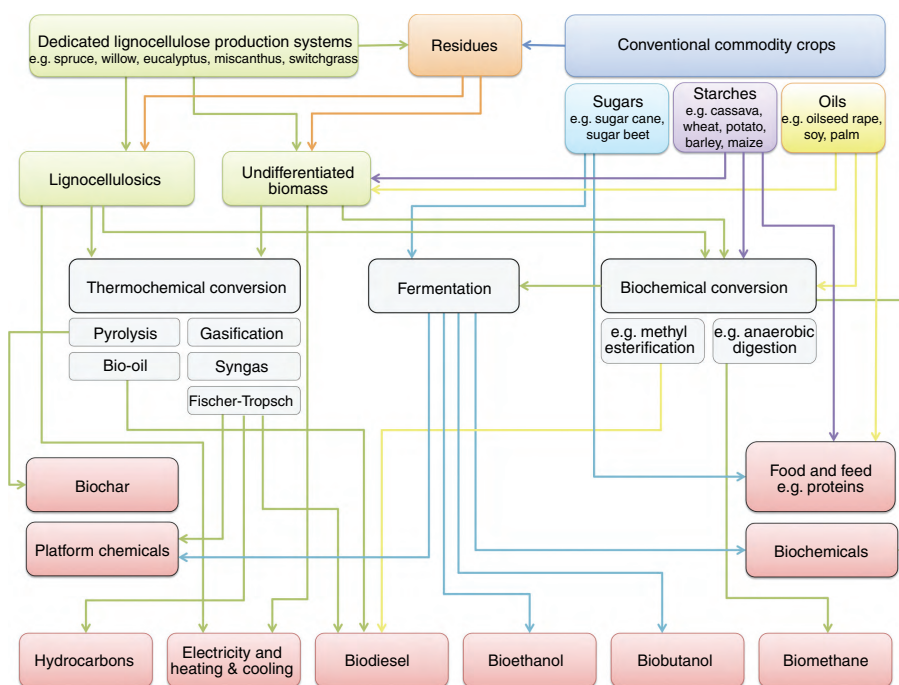 Dedicated lignocellulose production systems
e.g. spruce, willow, eucalyptus, miscanthus, switchgrass
Residues
Conventional commodity crops
Sugars
e.g. sugar cane,
sugar beet
Starches
e.g. cassava,
wheat, potato,
barley, maize
Oils
e.g. oilseed rape,
soy, palm
Lignocellulosics
Undifferentiated
biomass
Thermochemical conversion
Fermentation
Biochemical conversion
Pyrolysis
Gasification
e.g. methyl
esterification
e.g. anaerobic
digestion
Bio-oil
Syngas
Fischer-Tropsch
Biochar
Food and feed
e.g. proteins
Platform chemicals
Biochemicals
Hydrocarbons
Electricity and
heating & cooling
Biodiesel
Bioethanol
Biobutanol
Biomethane